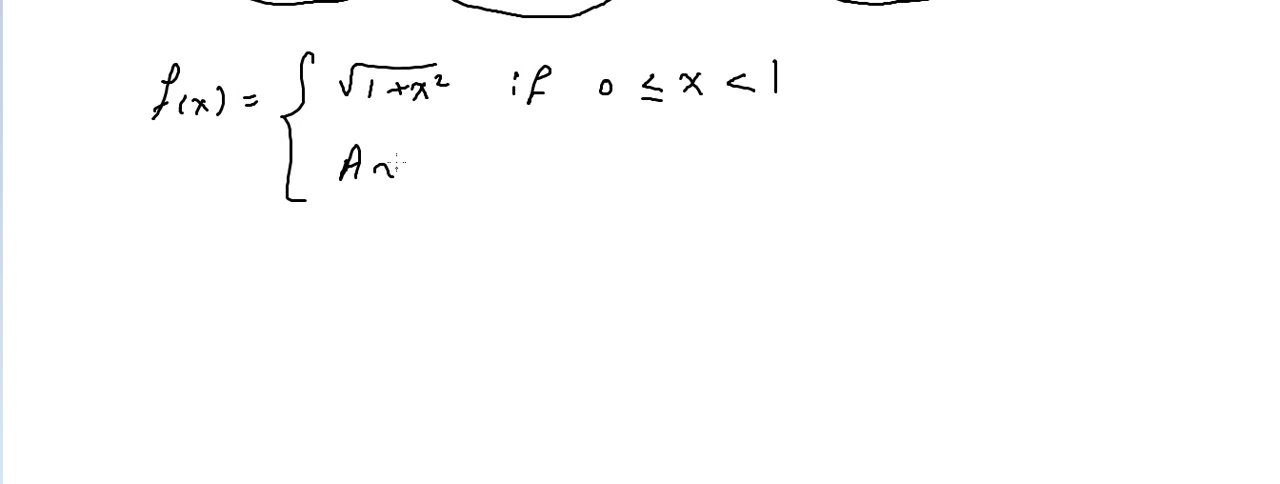 f(x) = { √(1+x²) if 0 ≤ x < 1
A